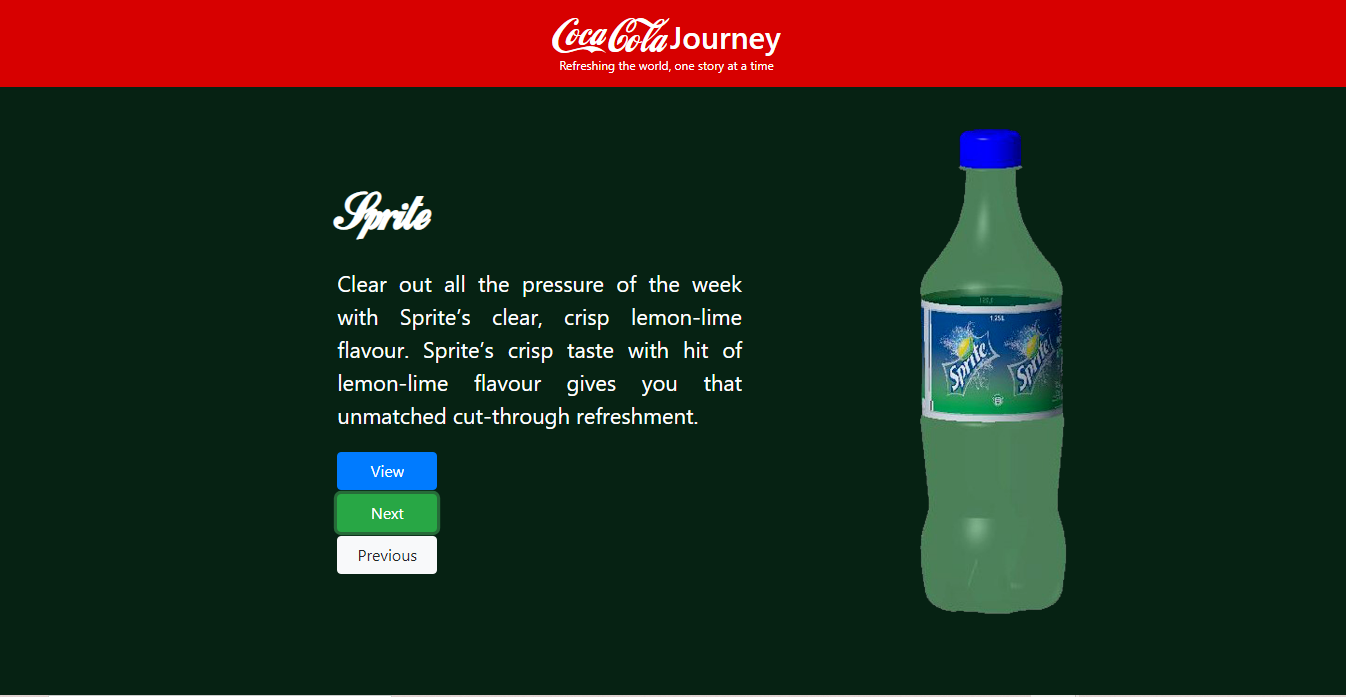 Coca Cola Journey
Refreshing the world, one story at a time
Sprite
Clear out all the pressure of the week
with Sprite’s clear, crisp lemon-lime
flavour. Sprite’s crisp taste with hit of
lemon-lime flavour gives you that
unmatched cut-through refreshment.
View
Next
Previous
1.25L
Sprite Sprite